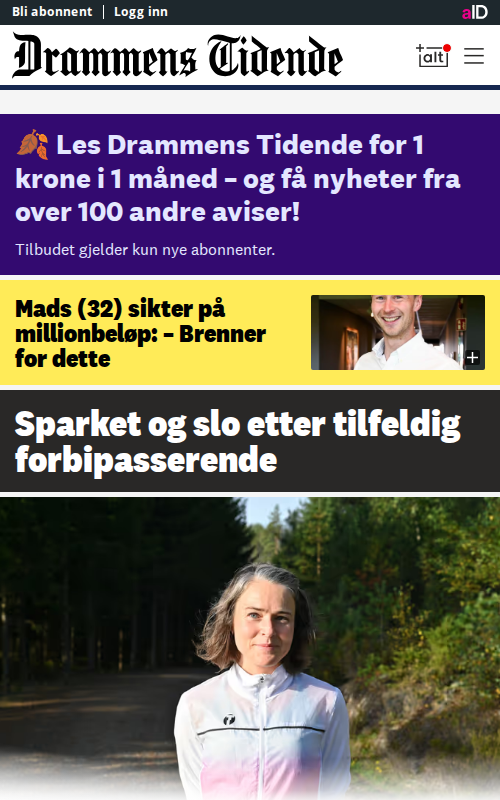 Bli abonnent | Logg inn
aID
Drammens Tidende
+alt
🍂 Les Drammens Tidende for 1
krone i 1 måned – og få nyheter fra
over 100 andre aviser!
Tilbudet gjelder kun nye abonnenter.
Mads (32) sikter på
millionbeløp: – Brenner
for dette
Sparket og slo etter tilfeldig
forbipasserende